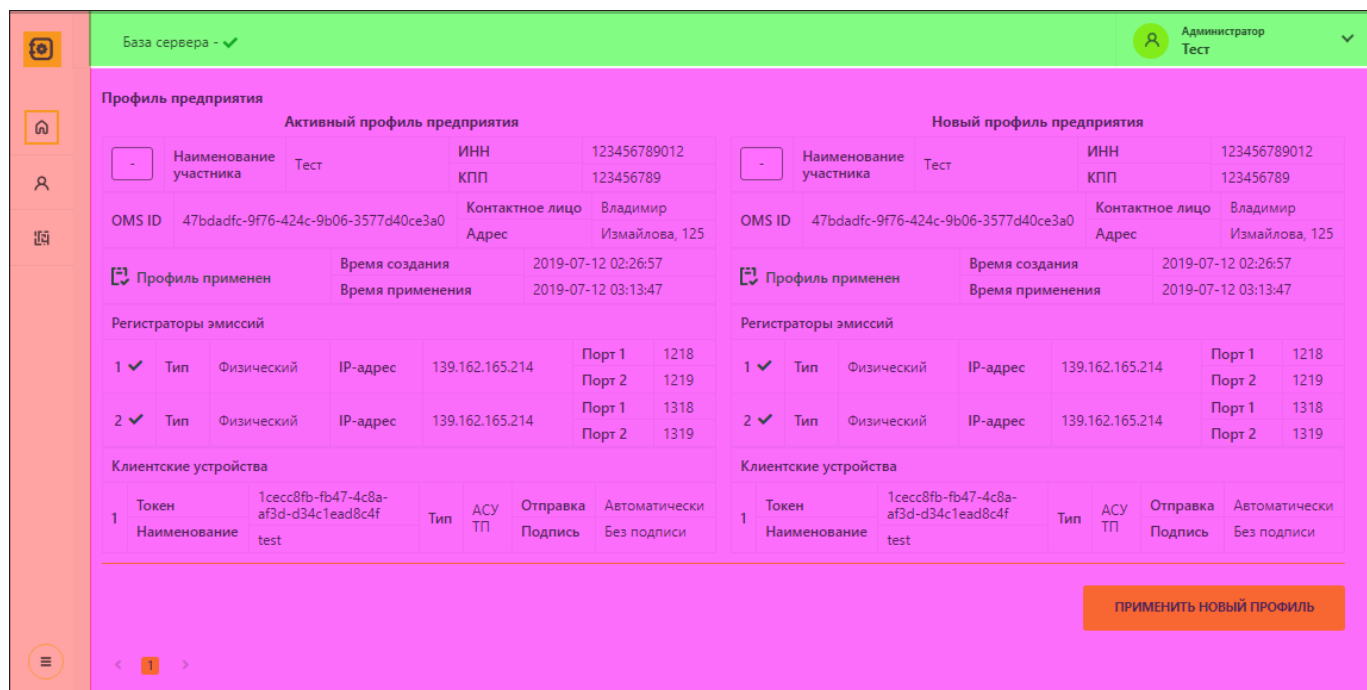 База сервера -
Администратор
Тест
Профиль предприятия
Активный профиль предприятия
- Наименование участника Тест ИНН 123456789012
КПП 123456789
OMS ID 47bdadfc-9f76-424c-9b06-3577d40ce3a0 Контактное лицо Владимир
Адрес Измайлова, 125
Профиль применен Время создания 2019-07-12 02:26:57
Время применения 2019-07-12 03:13:47
Регистраторы эмиссий
1 Тип Физический IP-адрес 139.162.165.214 Порт 1 1218
Порт 2 1219
2 Тип Физический IP-адрес 139.162.165.214 Порт 1 1318
Порт 2 1319
Клиентские устройства
1 Токен 1cecc8fb-fb47-4c8a-af3d-d34c1ead8c4f Тип АСУ ТП Отправка Автоматически
Наименование test Подпись Без подписи
Новый профиль предприятия
- Наименование участника Тест ИНН 123456789012
КПП 123456789
OMS ID 47bdadfc-9f76-424c-9b06-3577d40ce3a0 Контактное лицо Владимир
Адрес Измайлова, 125
Профиль применен Время создания 2019-07-12 02:26:57
Время применения 2019-07-12 03:13:47
Регистраторы эмиссий
1 Тип Физический IP-адрес 139.162.165.214 Порт 1 1218
Порт 2 1219
2 Тип Физический IP-адрес 139.162.165.214 Порт 1 1318
Порт 2 1319
Клиентские устройства
1 Токен 1cecc8fb-fb47-4c8a-af3d-d34c1ead8c4f Тип АСУ ТП Отправка Автоматически
Наименование test Подпись Без подписи
ПРИМЕНИТЬ НОВЫЙ ПРОФИЛЬ
< 1 >